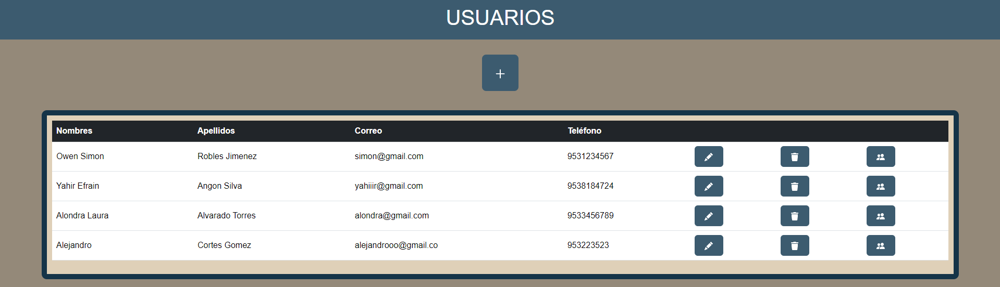 USUARIOS
+
Nombres Apellidos Correo Teléfono
Owen Simon Robles Jimenez simon@gmail.com 9531234567
Yahir Efrain Angon Silva yahiiir@gmail.com 9538184724
Alondra Laura Alvarado Torres alondra@gmail.com 9533456789
Alejandro Cortes Gomez alejandrooo@gmail.co 953223523